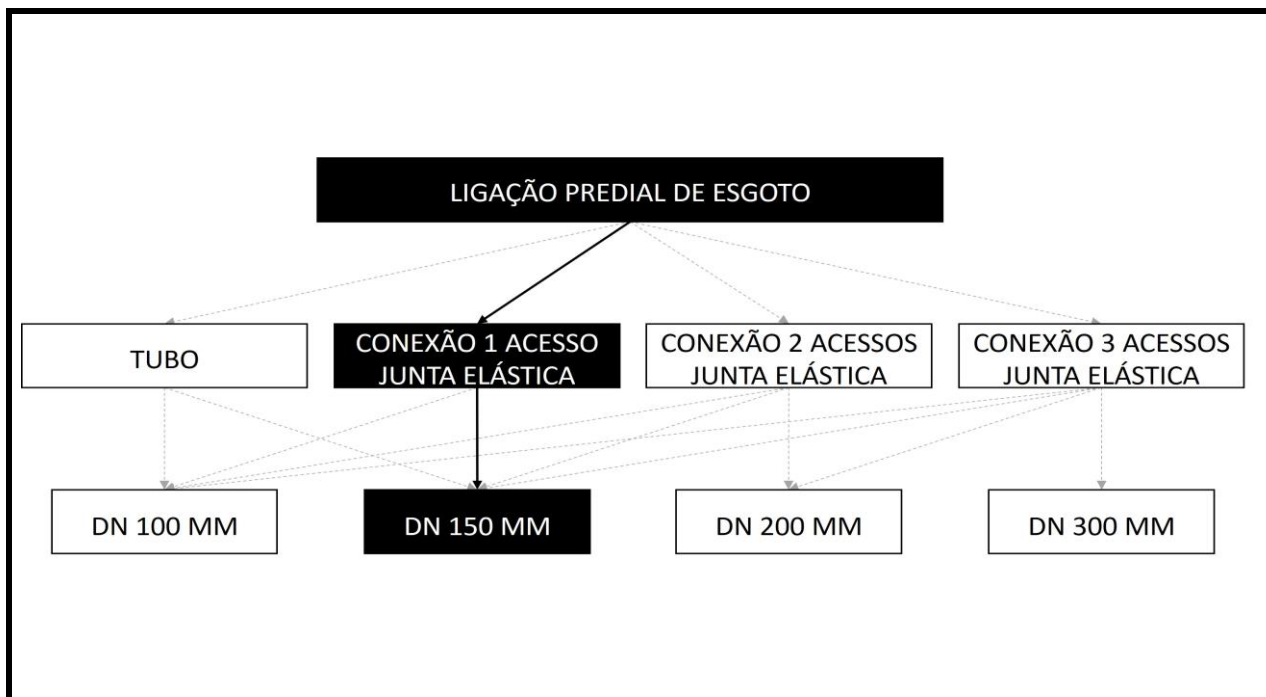 LIGAÇÃO PREDIAL DE ESGOTO
TUBO
CONEXÃO 1 ACESSO
JUNTA ELÁSTICA
CONEXÃO 2 ACESSOS
JUNTA ELÁSTICA
CONEXÃO 3 ACESSOS
JUNTA ELÁSTICA
DN 100 MM
DN 150 MM
DN 200 MM
DN 300 MM